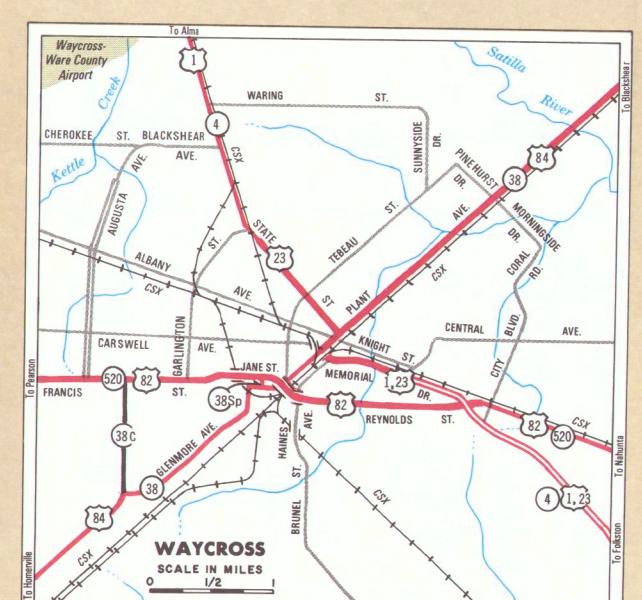 To Alma
Waycross-
Ware County
Airport
Creek
Kettle
1
4
CSX
WARING ST.
SUNNYSIDE DR.
Satilla
River
To Blackshear
84
38
CHEROKEE ST. BLACKSHEAR AVE.
AUGUSTA AVE.
PINEHURST DR.
MORNINGSIDE DR.
CORAL RD.
STATE ST
23
TEBEAU ST.
PLANT AVE.
CSX
ALBANY AVE.
CSX
GARLINGTON ST.
CARSWELL AVE.
KNIGHT ST.
CENTRAL AVE.
CITY BLVD.
JANE ST.
MEMORIAL DR.
1,23
To Pearson
520
82
FRANCIS ST.
38Sp
82
REYNOLDS ST.
82
520
CSX
To Nahunta
38C
GLENMORE AVE.
HAINES AVE.
38
84
CSX
BRUNEL ST.
CSX
4
1,23
To Folkston
To Homerville
WAYCROSS
SCALE IN MILES
0 1/2 1